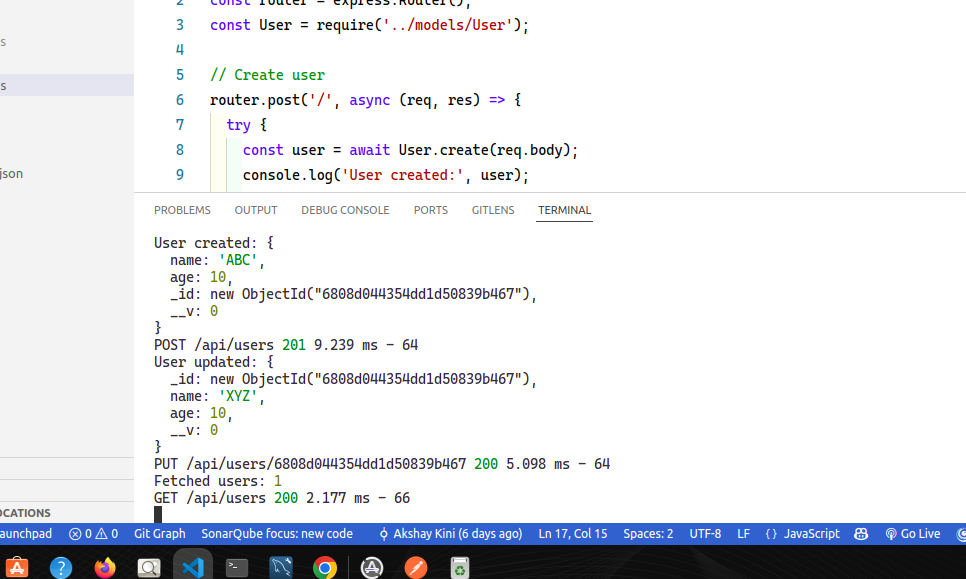 s
s
json
OCATIONS
2 const router = express.Router();
3 const User = require('../models/User');
4
5 // Create user
6 router.post('/', async (req, res) => {
7 try {
8 const user = await User.create(req.body);
9 console.log('User created:', user);
PROBLEMS OUTPUT DEBUG CONSOLE PORTS GITLENS TERMINAL
User created: {
name: 'ABC',
age: 10,
_id: new ObjectId("6808d044354dd1d50839b467"),
__v: 0
}
POST /api/users 201 9.239 ms - 64
User updated: {
_id: new ObjectId("6808d044354dd1d50839b467"),
name: 'XYZ',
age: 10,
__v: 0
}
PUT /api/users/6808d044354dd1d50839b467 200 5.098 ms - 64
Fetched users: 1
GET /api/users 200 2.177 ms - 66
aunchpad 0 0 Git Graph SonarQube focus: new code Akshay Kini (6 days ago) Ln 17, Col 15 Spaces: 2 UTF-8 LF {} JavaScript Go Live